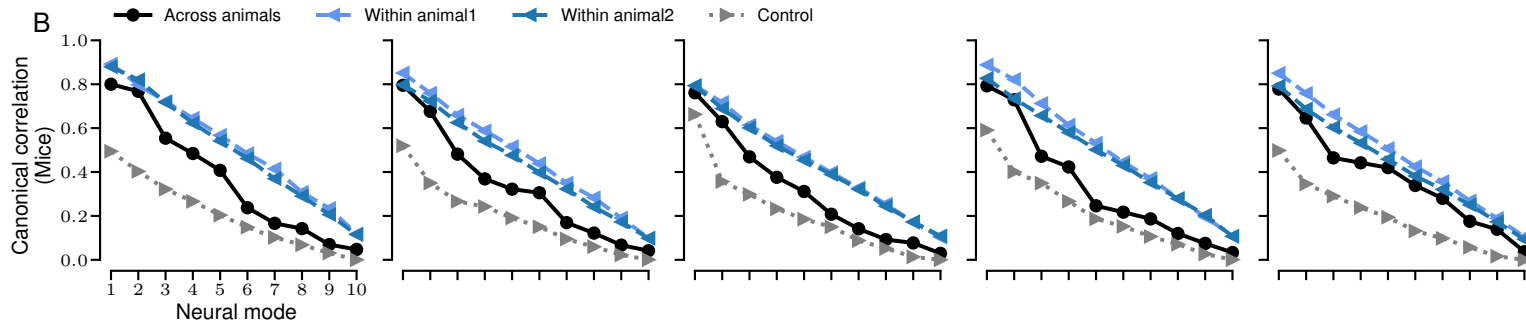 B
Across animals
Within animal1
Within animal2
Control
Canonical correlation
(Mice)
1.0
0.8
0.6
0.4
0.2
0.0
1 2 3 4 5 6 7 8 9 10
Neural mode